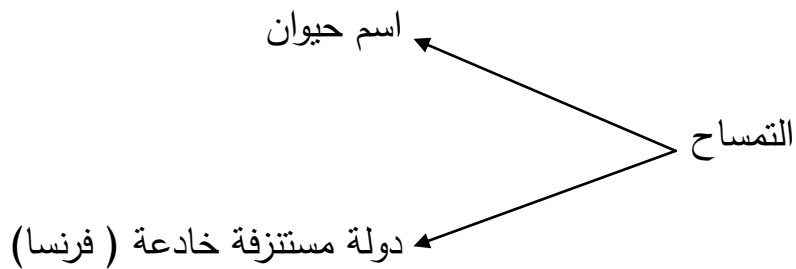 اسم حيوان
التمساح
دولة مستنزفة خادعة ( فرنسا)